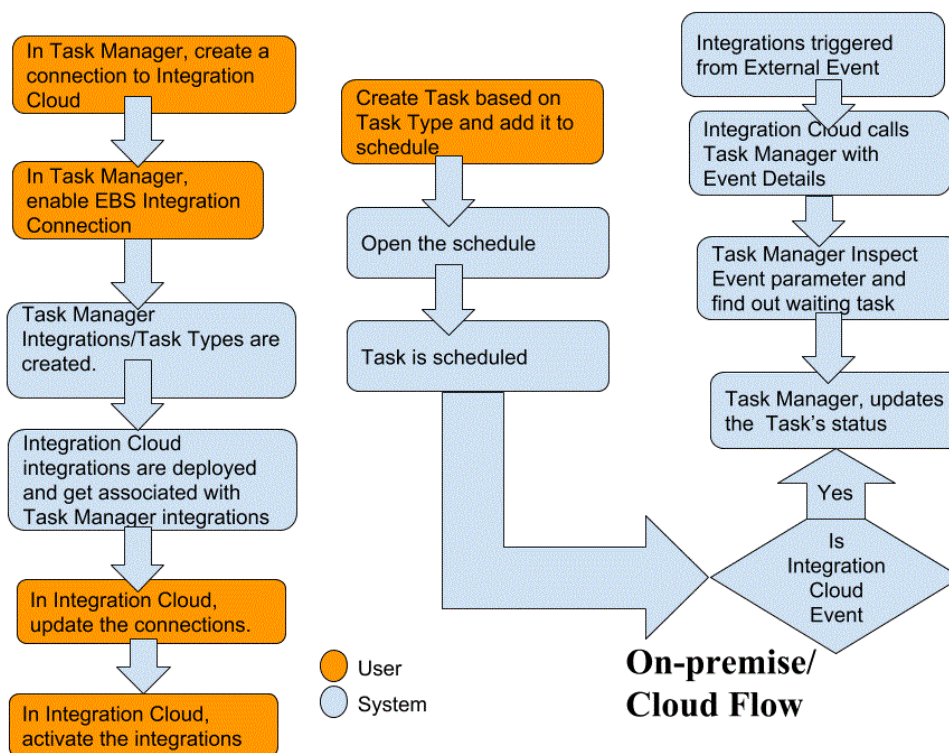 In Task Manager, create a
connection to Integration
Cloud
In Task Manager,
enable EBS Integration
Connection
Task Manager
Integrations/Task Types are
created.
Integration Cloud
integrations are deployed
and get associated with
Task Manager integrations
In Integration Cloud,
update the connections.
In Integration Cloud,
activate the integrations
Create Task based on
Task Type and add it to
schedule
Open the schedule
Task is scheduled
Integrations triggered
from External Event
Integration Cloud calls
Task Manager with
Event Details
Task Manager Inspect
Event parameter and
find out waiting task
Task Manager, updates
the Task's status
Yes
Is
Integration
Cloud
Event
User
System
On-premise/
Cloud Flow